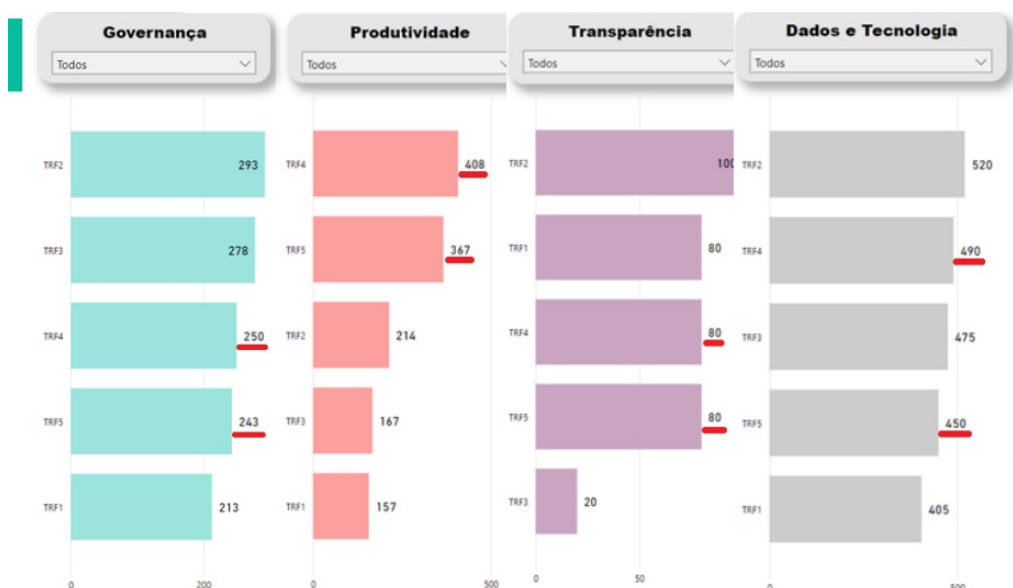 Governança
Todos
TRF2 293
TRF3 278
TRF4 250
TRF5 243
TRF1 213
0 200
Produtividade
Todos
TRF4 408
TRF5 367
TRF2 214
TRF3 167
TRF1 157
0 500
Transparência
Todos
TRF2 100
TRF1 80
TRF4 80
TRF5 80
TRF3 20
0 50
Dados e Tecnologia
Todos
TRF2 520
TRF4 490
TRF3 475
TRF5 450
TRF1 405
0 500